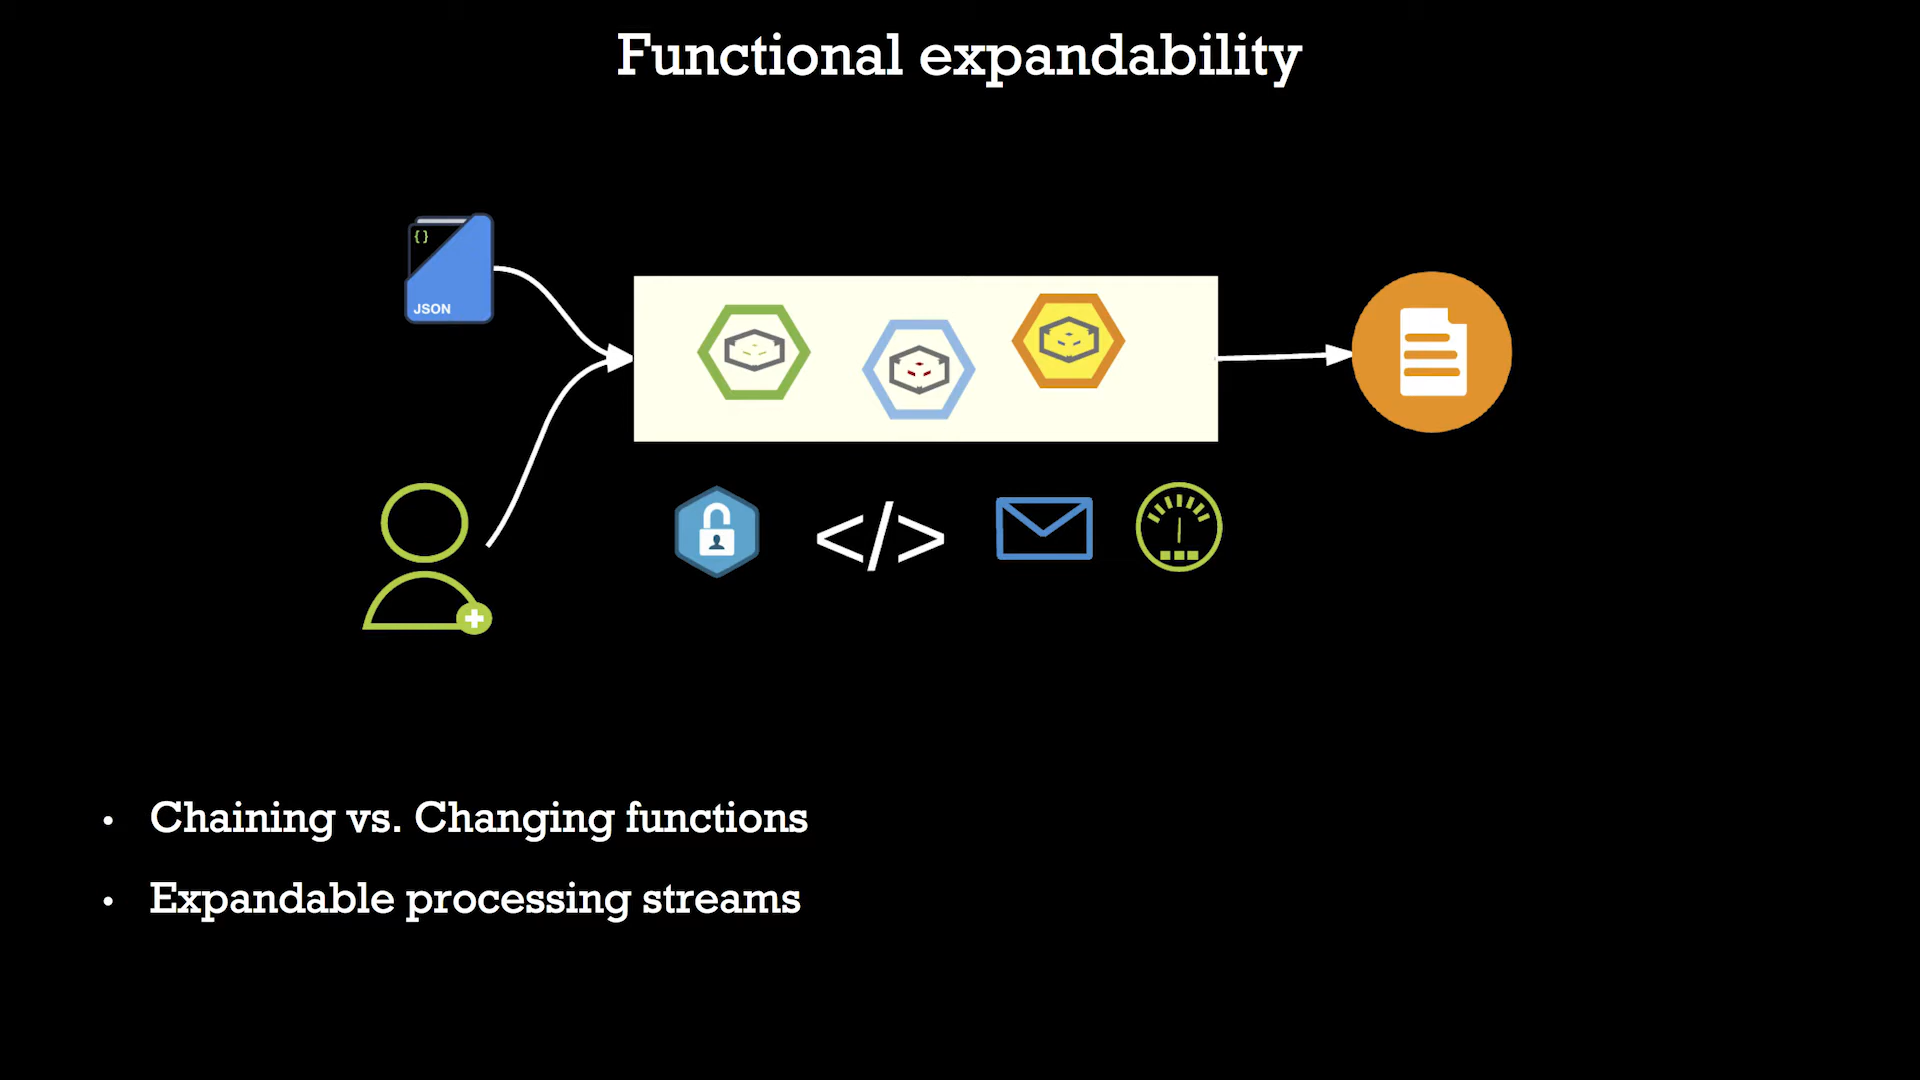 Functional expandability
{}
JSON
</>
• Chaining vs. Changing functions
• Expandable processing streams